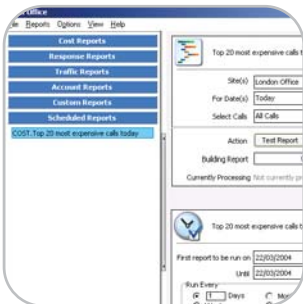 Office
Reports Options View Help
Cost Reports
Response Reports
Traffic Reports
Account Reports
Custom Reports
Scheduled Reports
COST.Top 20 most expensive calls today
Top 20 most expensive calls t
Site(s) London Office
For Date(s) Today
Select Calls All Calls
Action Test Report
Building Report
Currently Processing Not currently pr
Top 20 most expensive calls t
First report to be run on 22/03/2004
Until 22/03/2004
Run Every
1 Days Mo